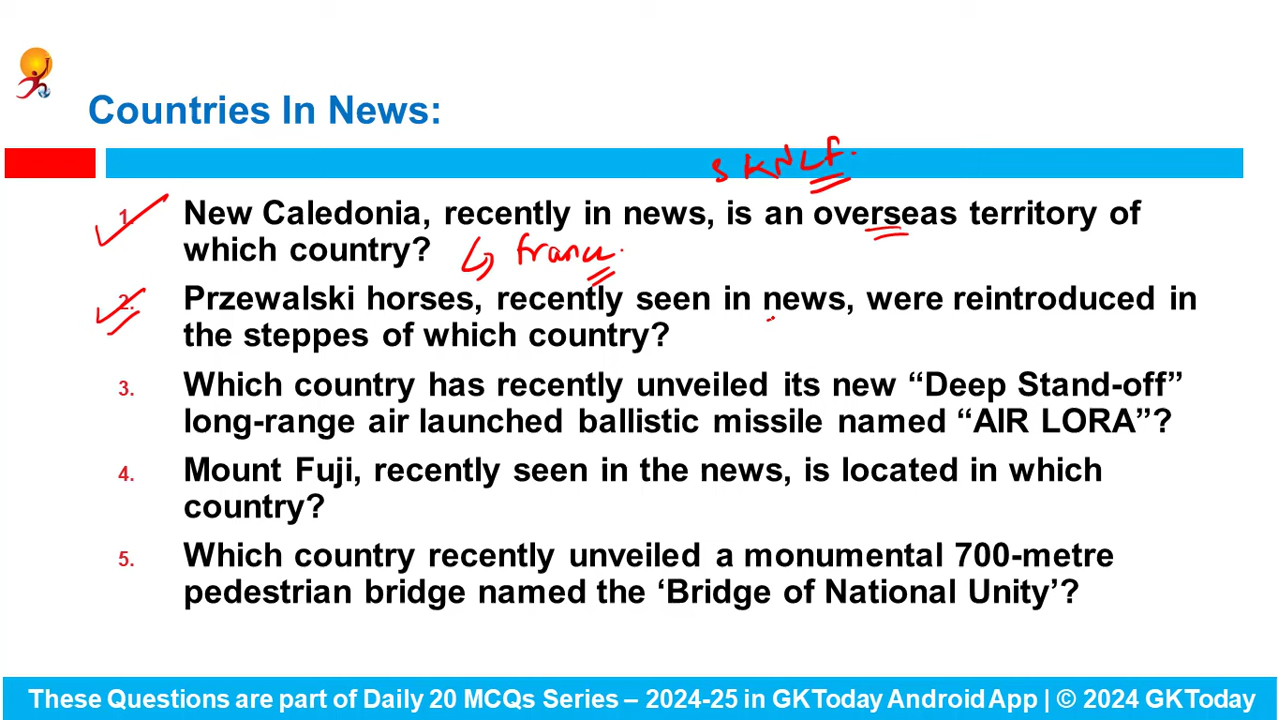 Countries In News:
S KNLF.
1. New Caledonia, recently in news, is an overseas territory of
which country? france.
2. Przewalski horses, recently seen in news, were reintroduced in
the steppes of which country?
3. Which country has recently unveiled its new “Deep Stand-off”
long-range air launched ballistic missile named “AIR LORA”?
4. Mount Fuji, recently seen in the news, is located in which
country?
5. Which country recently unveiled a monumental 700-metre
pedestrian bridge named the ‘Bridge of National Unity’?
These Questions are part of Daily 20 MCQs Series – 2024-25 in GKToday Android App | © 2024 GKToday